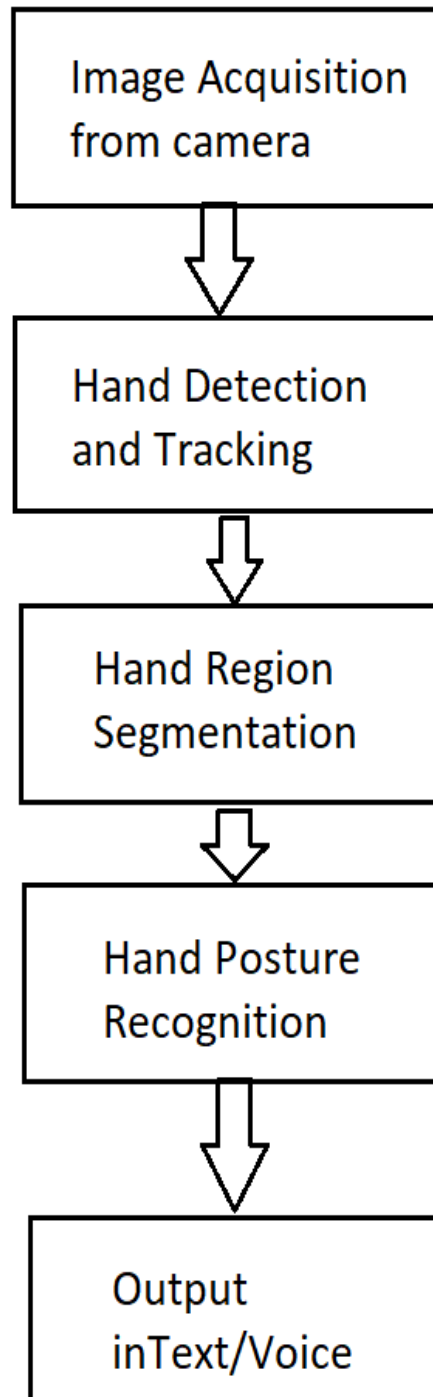 Image Acquisition
from camera
Hand Detection
and Tracking
Hand Region
Segmentation
Hand Posture
Recognition
Output
inText/Voice